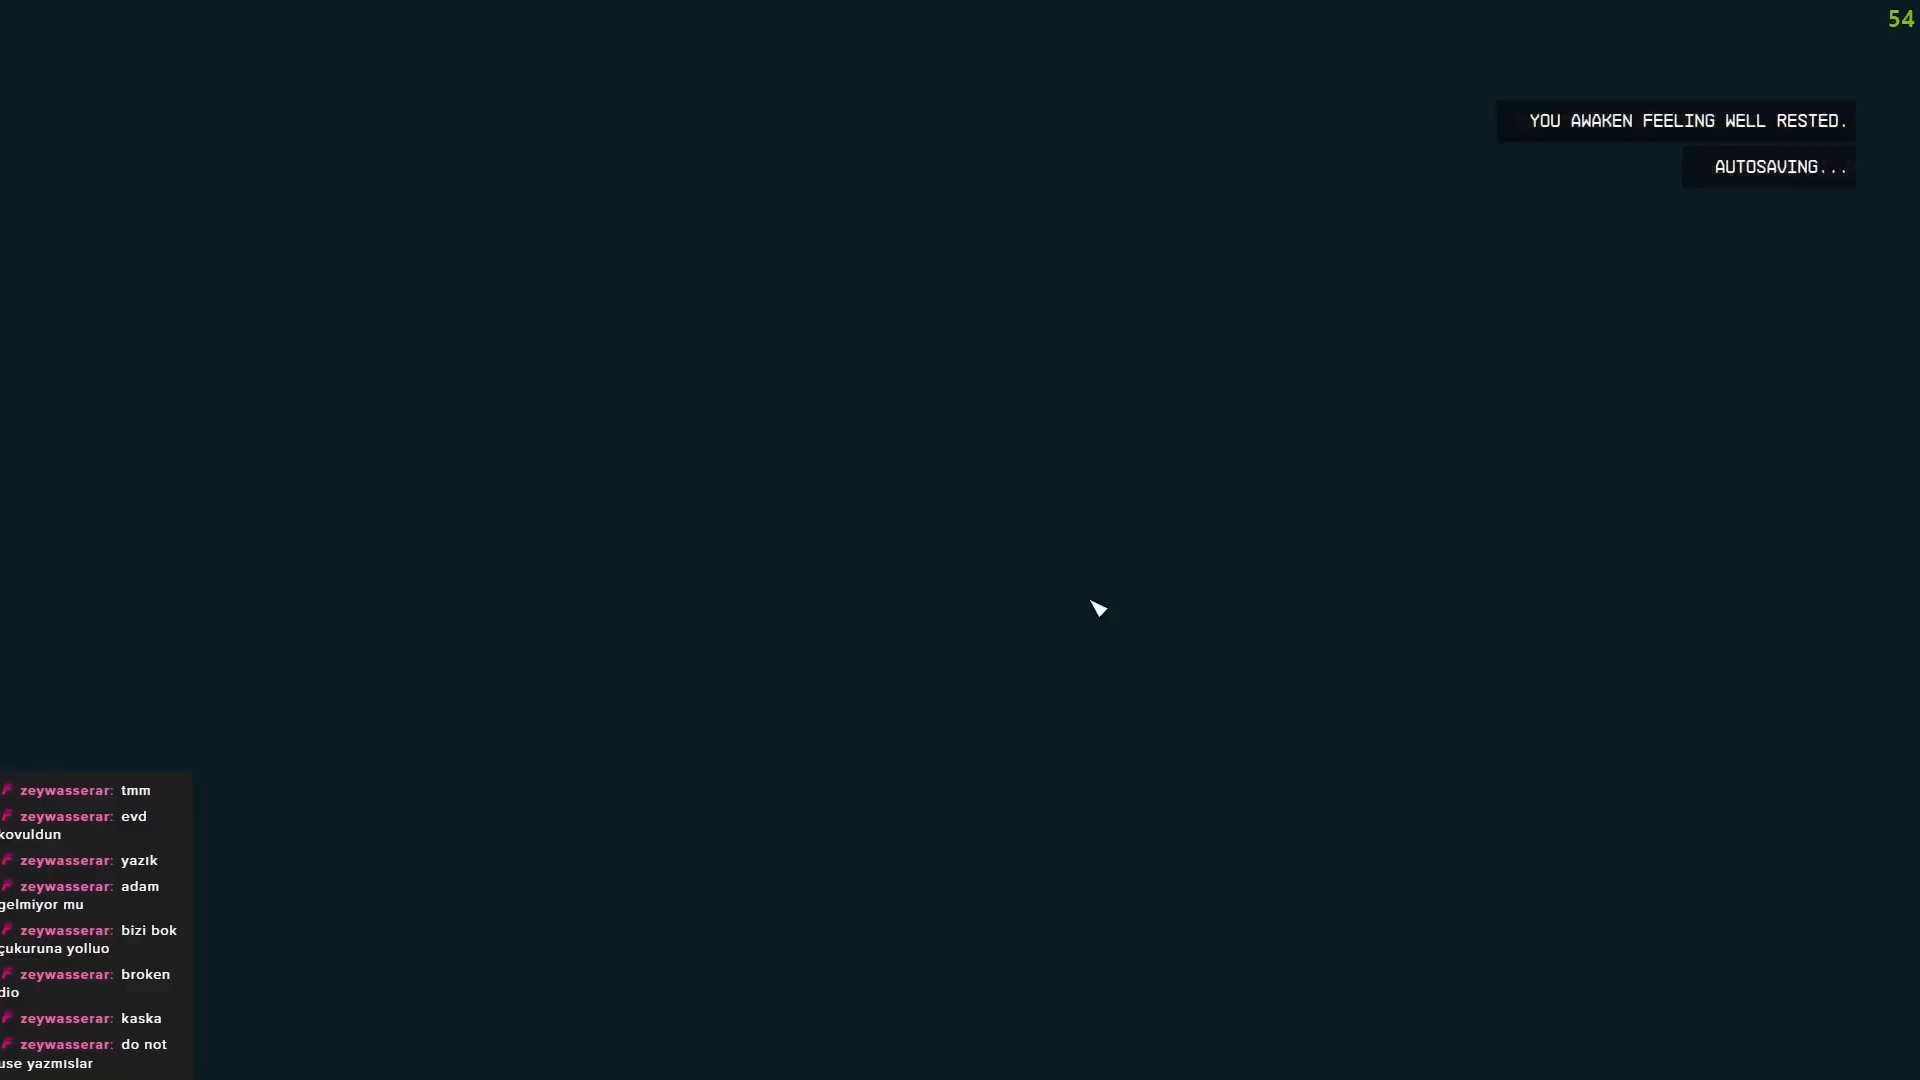 54
YOU AWAKEN FEELING WELL RESTED.
AUTOSAVING...
zeywasserar: tmm
zeywasserar: evd
kovuldun
zeywasserar: yazık
zeywasserar: adam
gelmiyor mu
zeywasserar: bizi bok
çukuruna yolluo
zeywasserar: broken
dio
zeywasserar: kaska
zeywasserar: do not
use yazmıslar